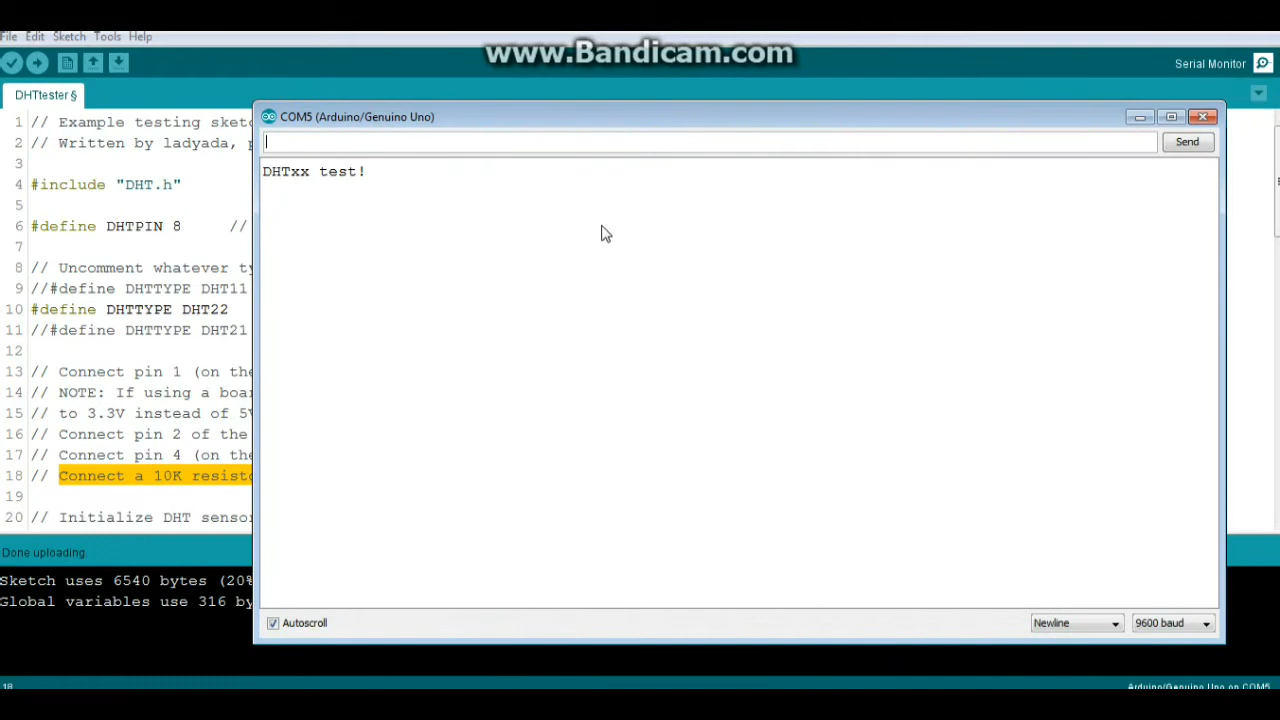 www.Bandicam.com
File Edit Sketch Tools Help
Serial Monitor
DHTtester §
COM5 (Arduino/Genuino Uno)
Send
DHTxx test!
1 // Example testing sketc
2 // Written by ladyada, p
3
4 #include "DHT.h"
5
6 #define DHTPIN 8 //
7
8 // Uncomment whatever ty
9 //#define DHTTYPE DHT11
10 #define DHTTYPE DHT22
11 //#define DHTTYPE DHT21
12
13 // Connect pin 1 (on the
14 // NOTE: If using a boar
15 // to 3.3V instead of 5V
16 // Connect pin 2 of the
17 // Connect pin 4 (on the
18 // Connect a 10K resisto
19
20 // Initialize DHT sensor
Autoscroll
Newline
9600 baud
Done uploading.
Sketch uses 6540 bytes (20%
Global variables use 316 by
18
Arduino/Genuino Uno on COM5